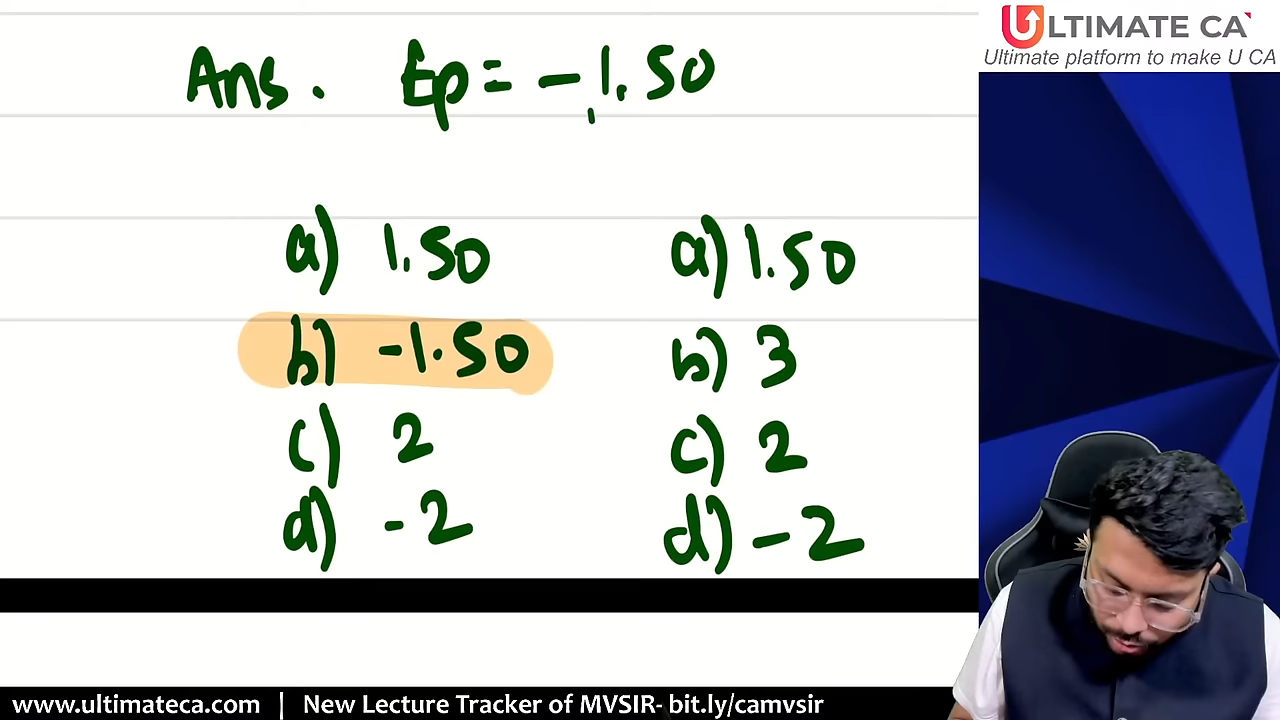 ULTIMATE CA
Ultimate platform to make U CA
Ans. Ep = -1.50
a) 1.50
b) -1.50
c) 2
d) -2
a) 1.50
b) 3
c) 2
d) -2
www.ultimateca.com | New Lecture Tracker of MVSIR- bit.ly/camvsir